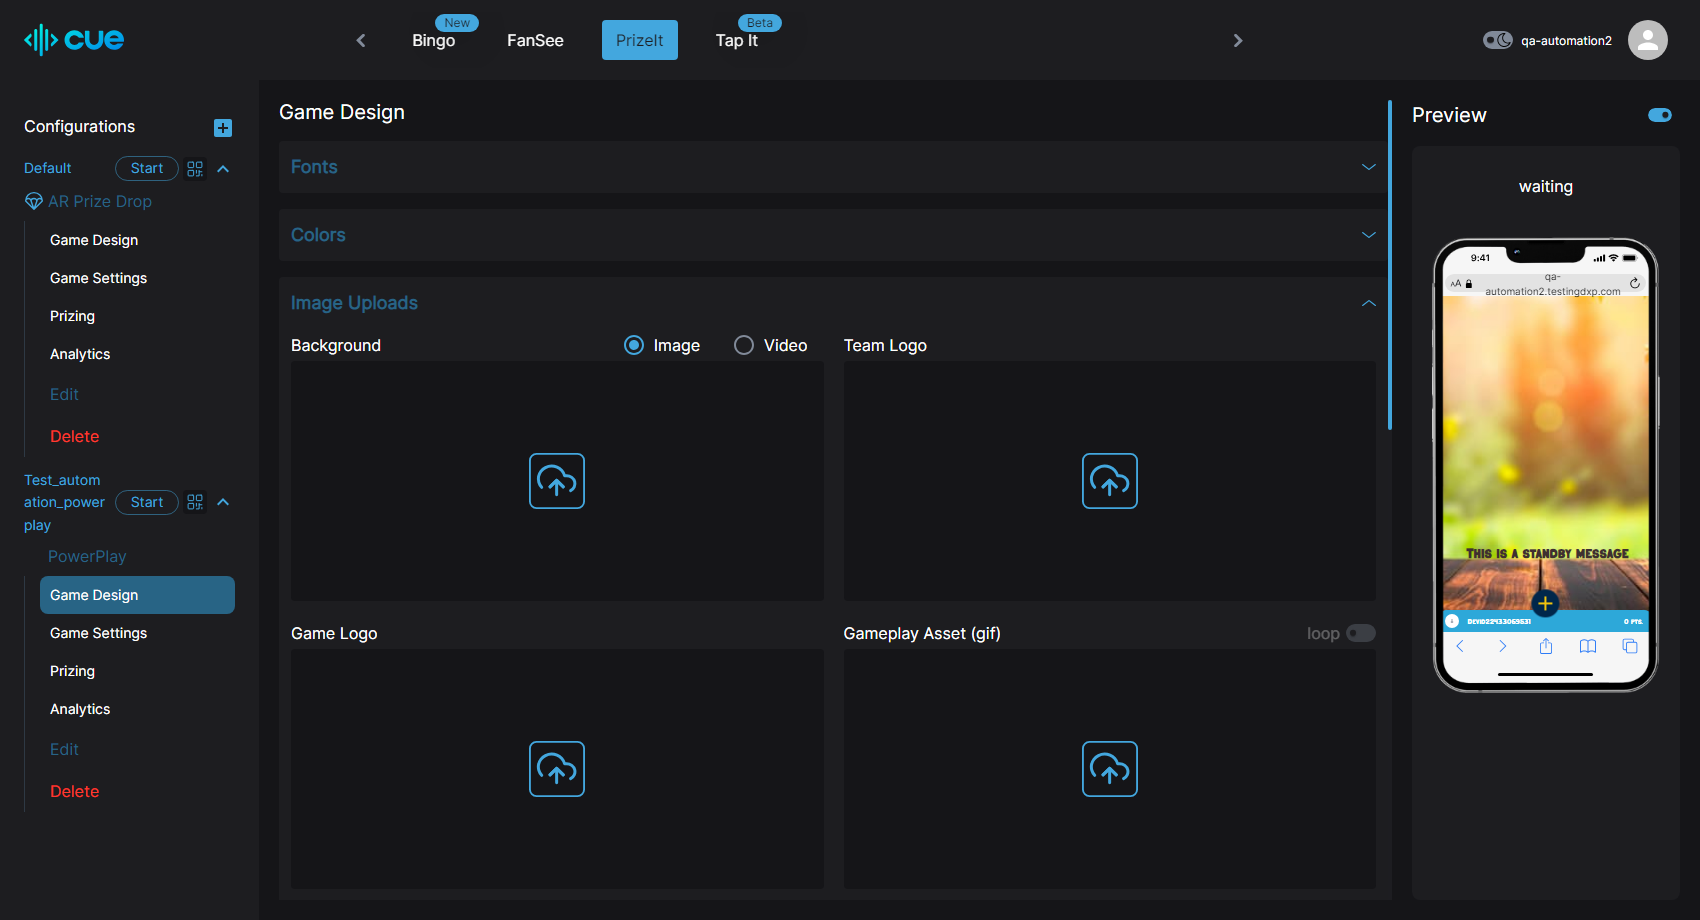 cue
New
Bingo
FanSee
PrizeIt
Beta
Tap It
qa-automation2
Configurations
Default
Start
AR Prize Drop
Game Design
Game Settings
Prizing
Analytics
Edit
Delete
Test_autom
ation_power
play
Start
PowerPlay
Game Design
Game Settings
Prizing
Analytics
Edit
Delete
Game Design
Fonts
Colors
Image Uploads
Background
Image
Video
Team Logo
Game Logo
Gameplay Asset (gif)
loop
Preview
waiting
9:41
AA
qa-
automation2.testingdxp.com
This is a standby message
0 PTS.